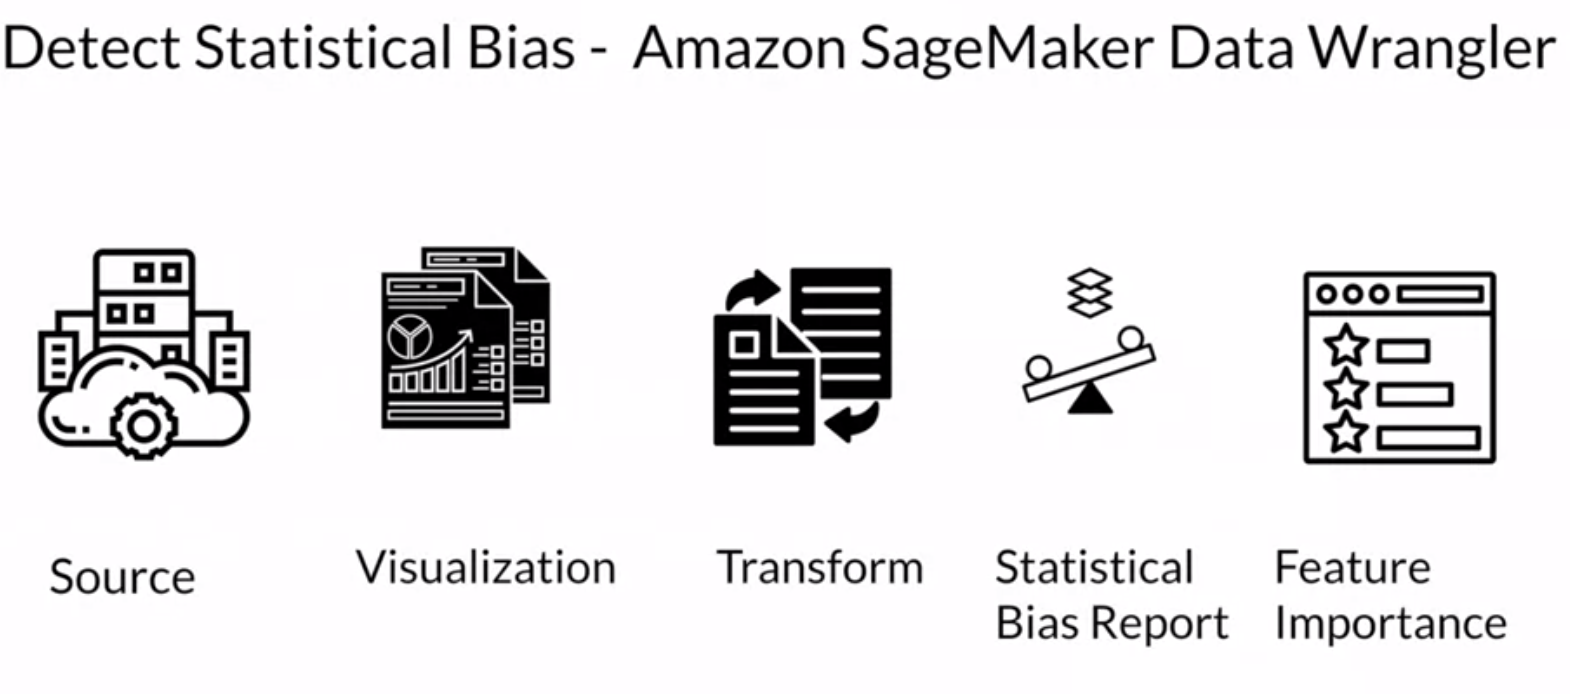 Detect Statistical Bias - Amazon SageMaker Data Wrangler
Source
Visualization
Transform
Statistical
Bias Report
Feature
Importance